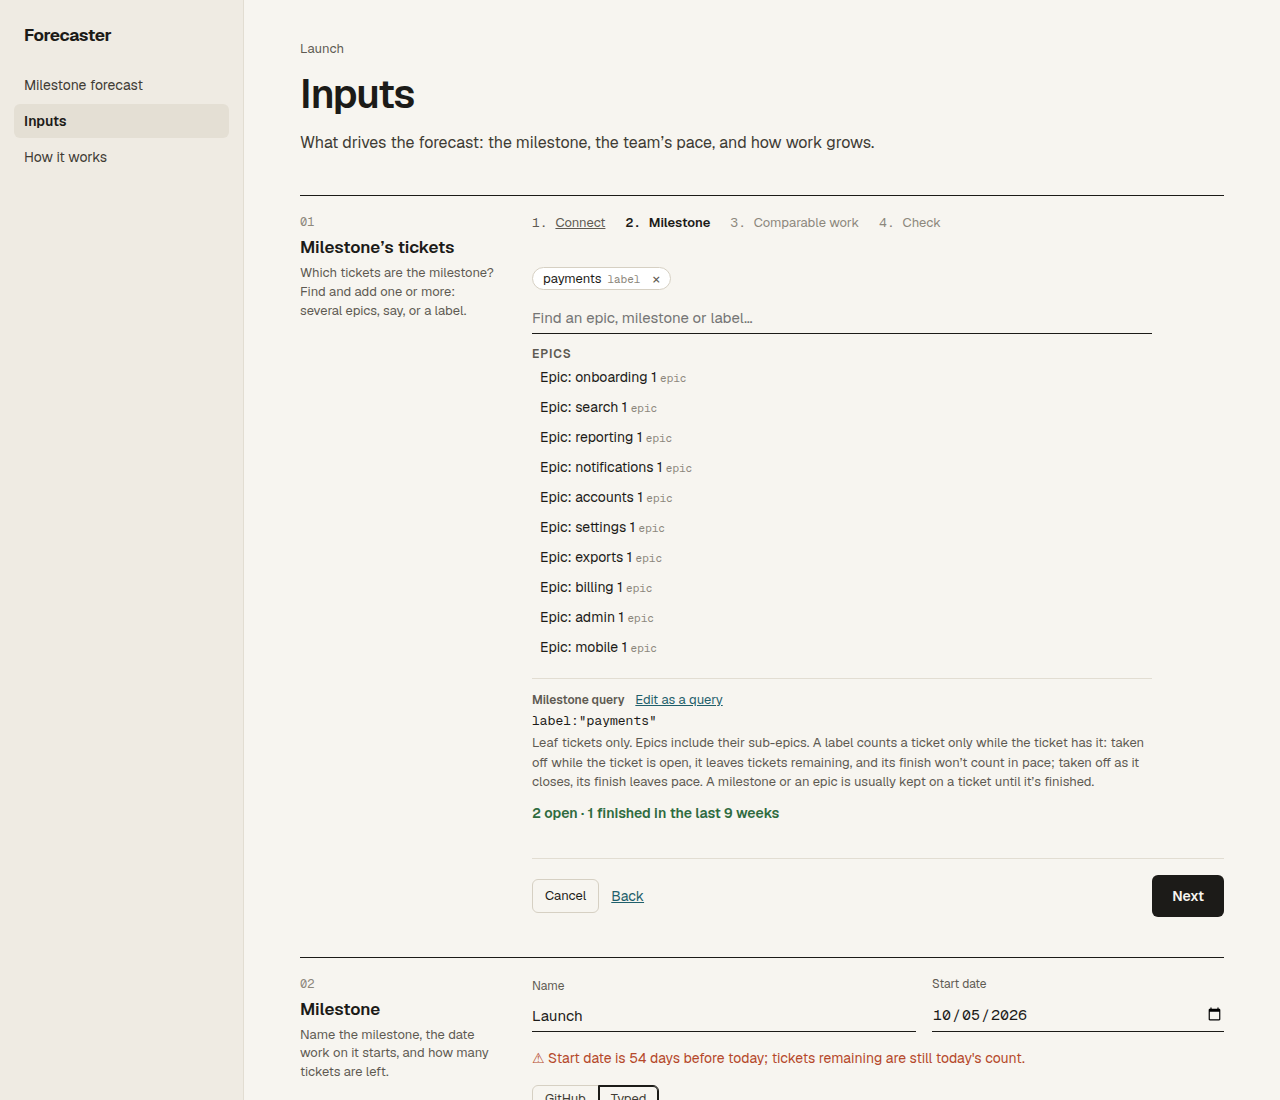 Forecaster
Milestone forecast
Inputs
How it works
Launch
Inputs
What drives the forecast: the milestone, the team’s pace, and how work grows.
01
Milestone’s tickets
Which tickets are the milestone?
Find and add one or more:
several epics, say, or a label.
1. Connect 2. Milestone 3. Comparable work 4. Check
payments label ×
Find an epic, milestone or label…
EPICS
Epic: onboarding 1 epic
Epic: search 1 epic
Epic: reporting 1 epic
Epic: notifications 1 epic
Epic: accounts 1 epic
Epic: settings 1 epic
Epic: exports 1 epic
Epic: billing 1 epic
Epic: admin 1 epic
Epic: mobile 1 epic
Milestone query Edit as a query
label:"payments"
Leaf tickets only. Epics include their sub-epics. A label counts a ticket only while the ticket has it: taken
off while the ticket is open, it leaves tickets remaining, and its finish won’t count in pace; taken off as it
closes, its finish leaves pace. A milestone or an epic is usually kept on a ticket until it’s finished.
2 open · 1 finished in the last 9 weeks
Cancel Back Next
02
Milestone
Name the milestone, the date
work on it starts, and how many
tickets are left.
Name
Launch
Start date
10/05/2026
⚠ Start date is 54 days before today; tickets remaining are still today's count.
GitHub Typed